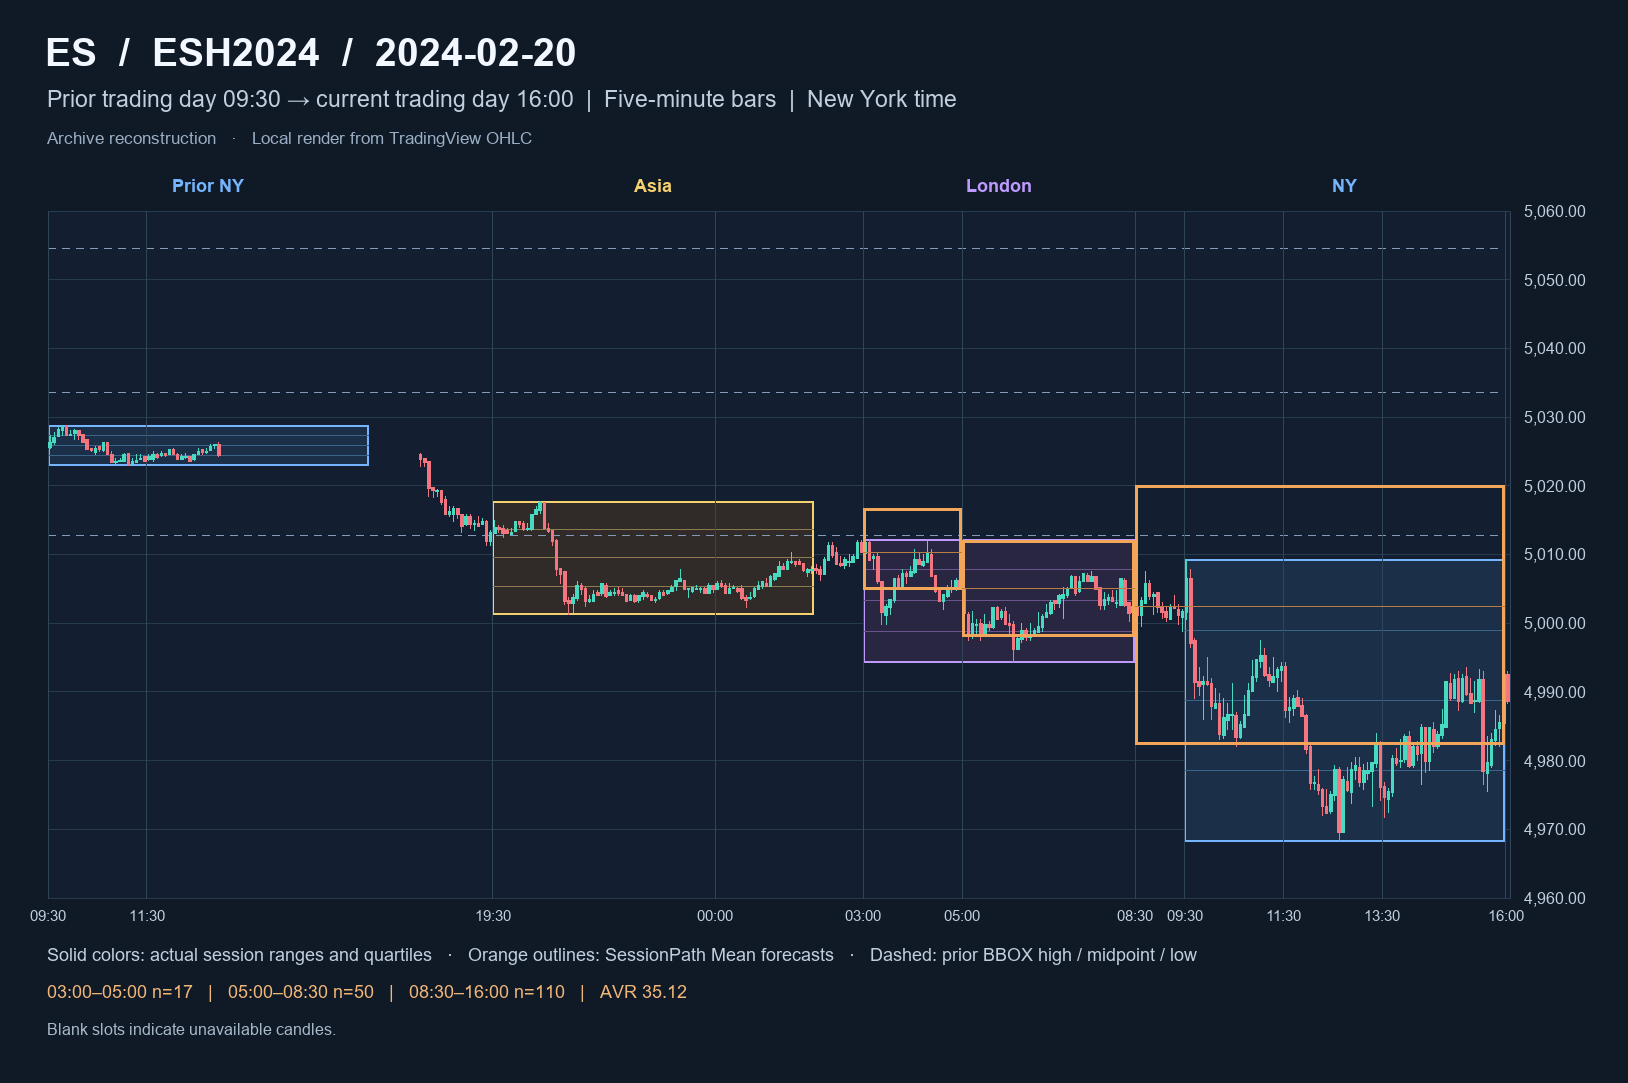 ES / ESH2024 / 2024-02-20
Prior trading day 09:30 → current trading day 16:00 | Five-minute bars | New York time
Archive reconstruction · Local render from TradingView OHLC
Prior NY Asia London NY
5,060.00
5,050.00
5,040.00
5,030.00
5,020.00
5,010.00
5,000.00
4,990.00
4,980.00
4,970.00
4,960.00
09:30 11:30 19:30 00:00 03:00 05:00 08:30 09:30 11:30 13:30 16:00
Solid colors: actual session ranges and quartiles · Orange outlines: SessionPath Mean forecasts · Dashed: prior BBOX high / midpoint / low
03:00–05:00 n=17 | 05:00–08:30 n=50 | 08:30–16:00 n=110 | AVR 35.12
Blank slots indicate unavailable candles.